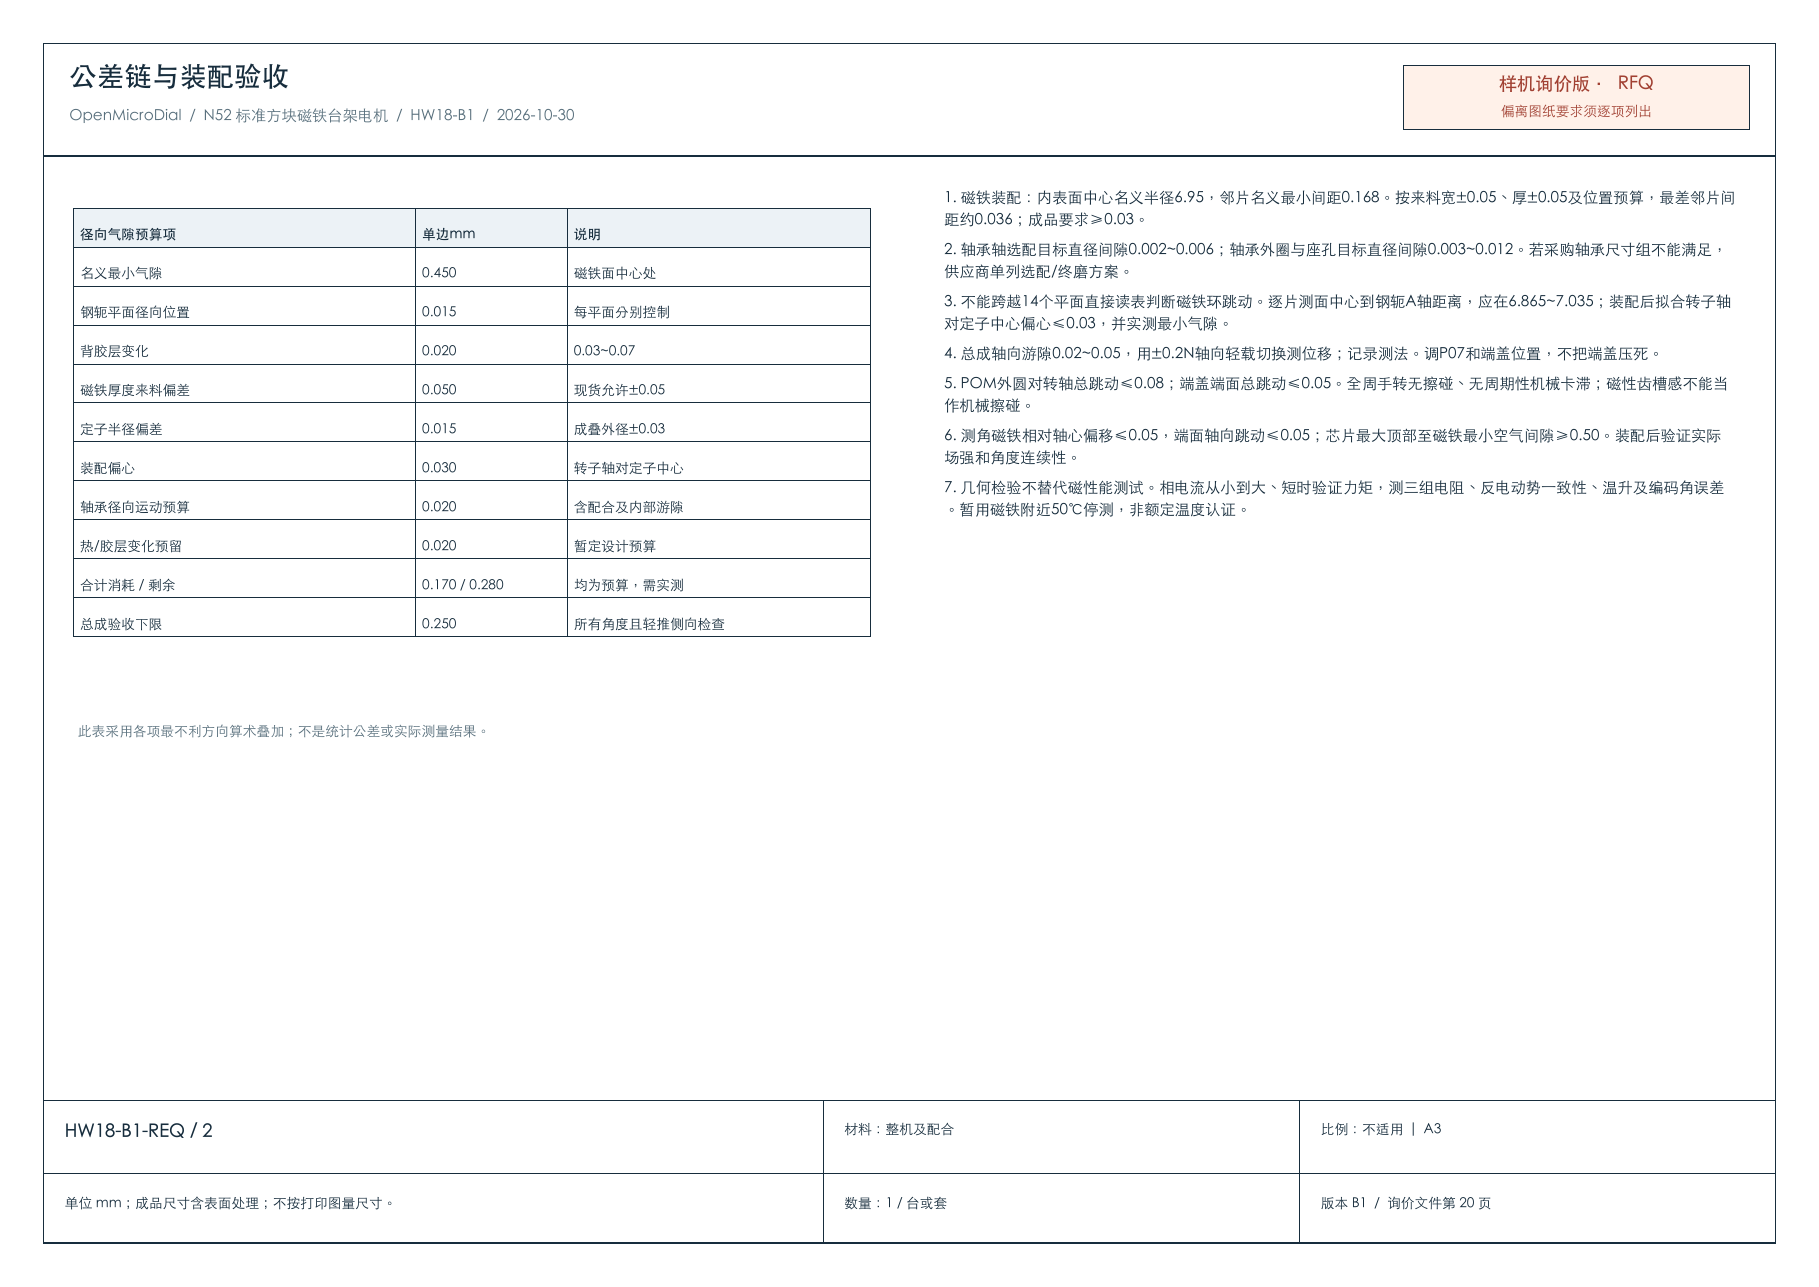 公差链与装配验收
OpenMicroDial / N52 标准方块磁铁台架电机 / HW18-B1 / 2026-10-30
样机询价版 · RFQ
偏离图纸要求须逐项列出
径向气隙预算项 单边mm 说明
名义最小气隙 0.450 磁铁面中心处
钢轭平面径向位置 0.015 每平面分别控制
背胶层变化 0.020 0.03~0.07
磁铁厚度来料偏差 0.050 现货允许±0.05
定子半径偏差 0.015 成叠外径±0.03
装配偏心 0.030 转子轴对定子中心
轴承径向运动预算 0.020 含配合及内部游隙
热/胶层变化预留 0.020 暂定设计预算
合计消耗 / 剩余 0.170 / 0.280 均为预算，需实测
总成验收下限 0.250 所有角度且轻推侧向检查
此表采用各项最不利方向算术叠加；不是统计公差或实际测量结果。
1. 磁铁装配：内表面中心名义半径6.95，邻片名义最小间距0.168。按来料宽±0.05、厚±0.05及位置预算，最差邻片间
距约0.036；成品要求≥0.03。
2. 轴承轴选配目标直径间隙0.002~0.006；轴承外圈与座孔目标直径间隙0.003~0.012。若采购轴承尺寸组不能满足，
供应商单列选配/终磨方案。
3. 不能跨越14个平面直接读表判断磁铁环跳动。逐片测面中心到钢轭A轴距离，应在6.865~7.035；装配后拟合转子轴
对定子中心偏心≤0.03，并实测最小气隙。
4. 总成轴向游隙0.02~0.05，用±0.2N轴向轻载切换测位移；记录测法。调P07和端盖位置，不把端盖压死。
5. POM外圆对转轴总跳动≤0.08；端盖端面总跳动≤0.05。全周手转无擦碰、无周期性机械卡滞；磁性齿槽感不能当
作机械擦碰。
6. 测角磁铁相对轴心偏移≤0.05，端面轴向跳动≤0.05；芯片最大顶部至磁铁最小空气间隙≥0.50。装配后验证实际
场强和角度连续性。
7. 几何检验不替代磁性能测试。相电流从小到大、短时验证力矩，测三组电阻、反电动势一致性、温升及编码角误差
。暂用磁铁附近50℃停测，非额定温度认证。
HW18-B1-REQ / 2 材料：整机及配合 比例：不适用 | A3
单位 mm；成品尺寸含表面处理；不按打印图量尺寸。 数量：1 / 台或套 版本 B1 / 询价文件第 20 页